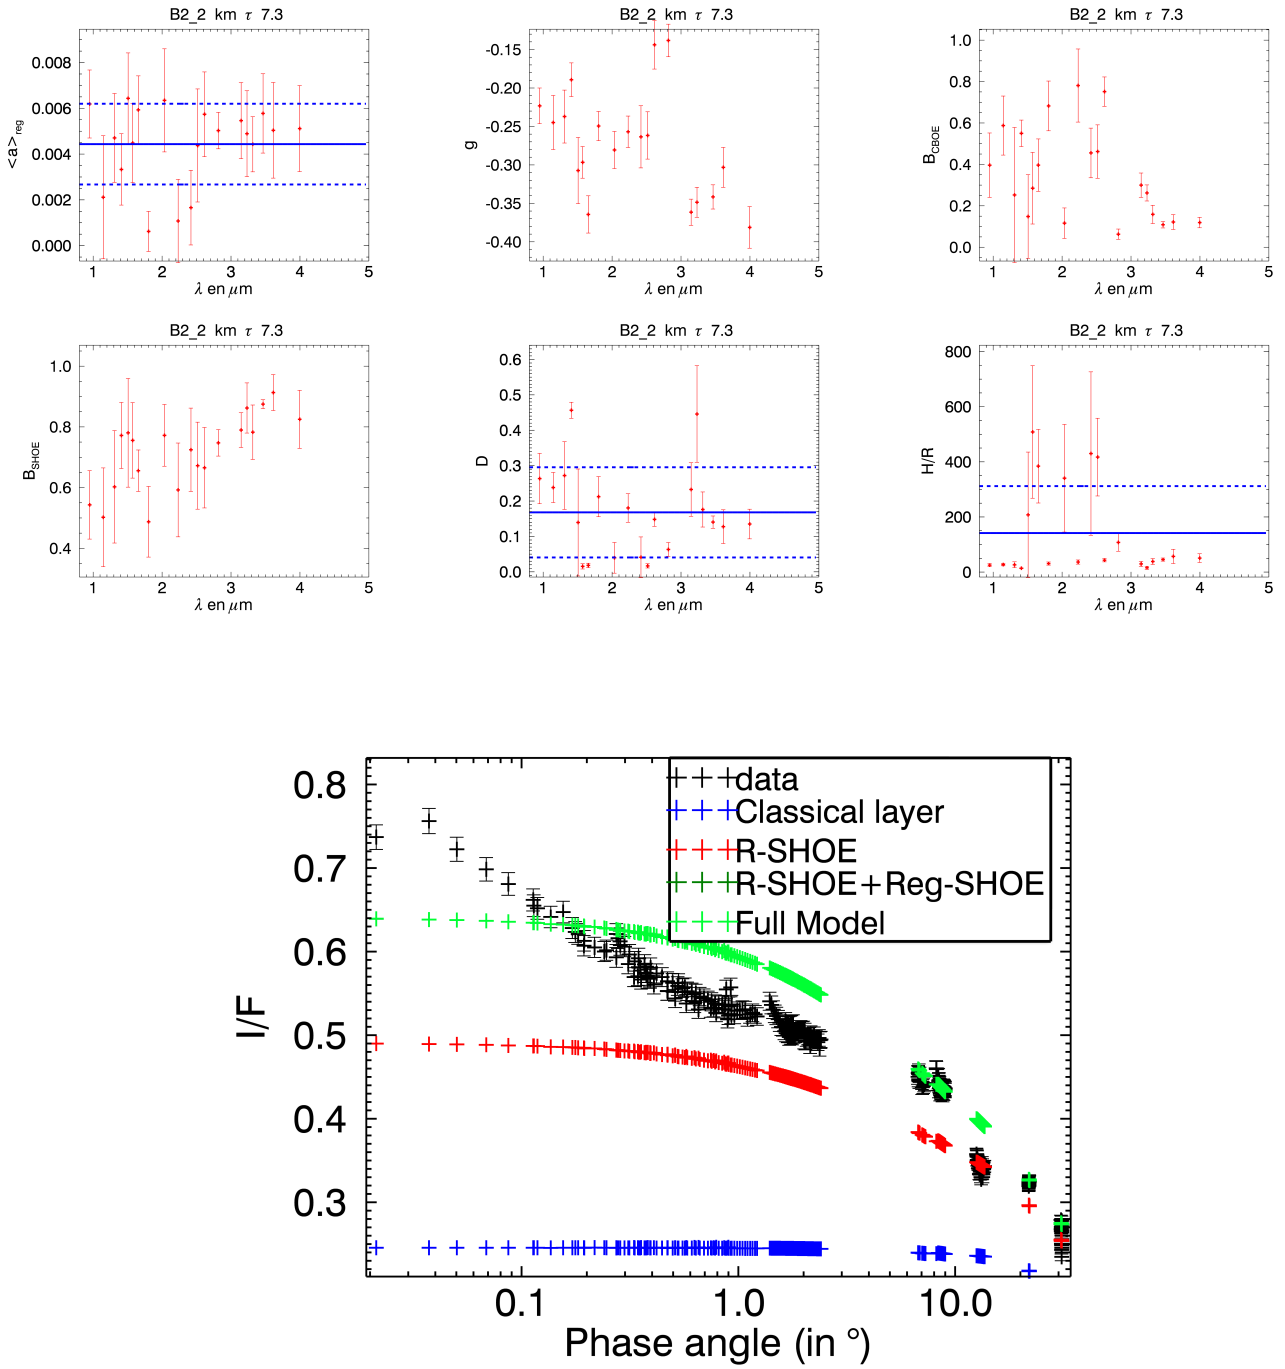 B2_2 km τ 7.3
B2_2 km τ 7.3
B2_2 km τ 7.3
<a>reg
0.008
0.006
0.004
0.002
0.000
1 2 3 4 5
λ en μm
g
-0.15
-0.20
-0.25
-0.30
-0.35
-0.40
1 2 3 4 5
λ en μm
BCBOE
1.0
0.8
0.6
0.4
0.2
0.0
1 2 3 4 5
λ en μm
B2_2 km τ 7.3
B2_2 km τ 7.3
B2_2 km τ 7.3
BSHOE
1.0
0.8
0.6
0.4
1 2 3 4 5
λ en μm
D
0.6
0.5
0.4
0.3
0.2
0.1
0.0
1 2 3 4 5
λ en μm
H/R
800
600
400
200
0
1 2 3 4 5
λ en μm
data
Classical layer
R-SHOE
R-SHOE+Reg-SHOE
Full Model
I/F
0.8
0.7
0.6
0.5
0.4
0.3
0.1 1.0 10.0
Phase angle (in °)